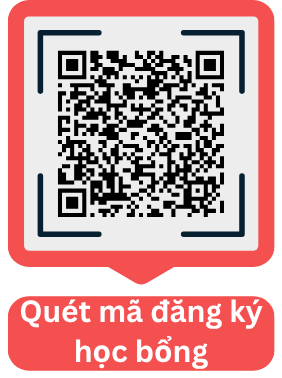 Quét mã đăng ký
học bổng